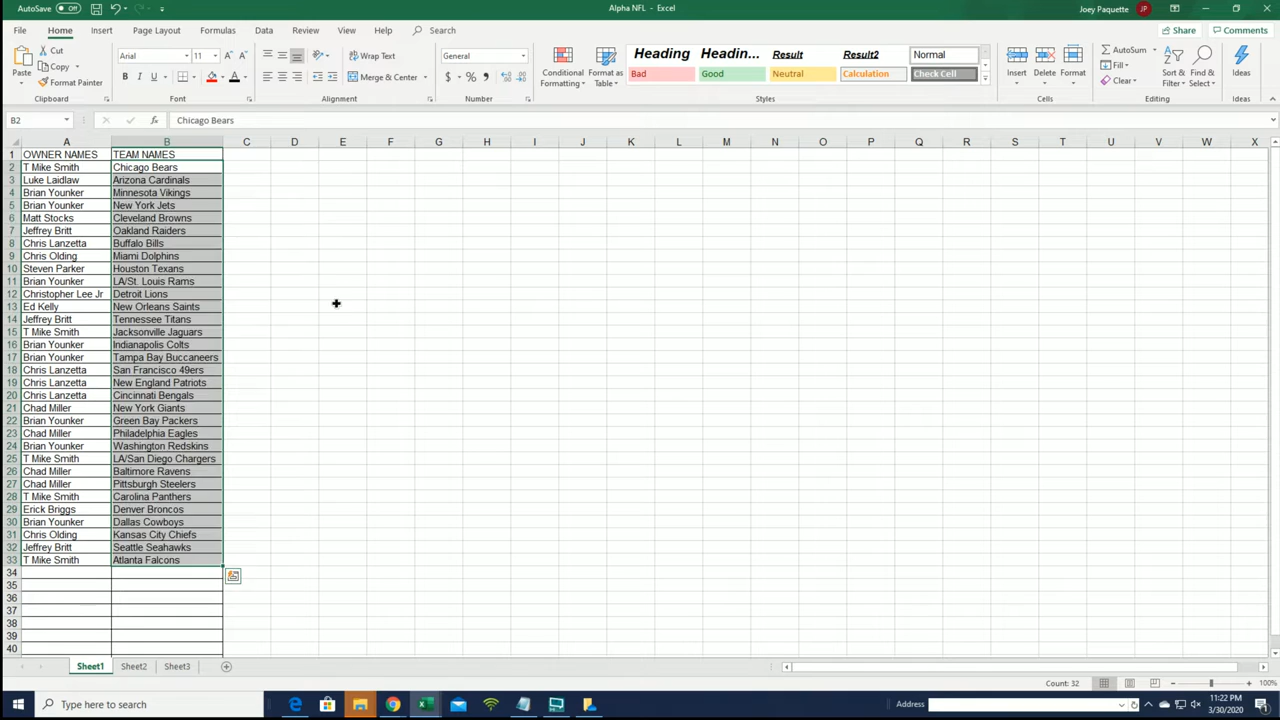 AutoSave Off Alpha NFL - Excel Joey Paquette JP
File Home Insert Page Layout Formulas Data Review View Help Search Share Comments
Paste Cut Copy Format Painter Clipboard
Arial 11 A A B I U A Font
ab Wrap Text Merge & Center Alignment
General $ % , Number
Conditional Formatting Format as Table Heading Headin... Result Result2 Normal
Bad Good Neutral Calculation Check Cell Styles
Insert Delete Format Cells
AutoSum Fill Clear Sort & Filter Find & Select Editing
Ideas Ideas
B2 fx Chicago Bears
A B C D E F G H I J K L M N O P Q R S T U V W X
1 OWNER NAMES TEAM NAMES
2 T Mike Smith Chicago Bears
3 Luke Laidlaw Arizona Cardinals
4 Brian Younker Minnesota Vikings
5 Brian Younker New York Jets
6 Matt Stocks Cleveland Browns
7 Jeffrey Britt Oakland Raiders
8 Chris Lanzetta Buffalo Bills
9 Chris Olding Miami Dolphins
10 Steven Parker Houston Texans
11 Brian Younker LA/St. Louis Rams
12 Christopher Lee Jr Detroit Lions
13 Ed Kelly New Orleans Saints
14 Jeffrey Britt Tennessee Titans
15 T Mike Smith Jacksonville Jaguars
16 Brian Younker Indianapolis Colts
17 Brian Younker Tampa Bay Buccaneers
18 Chris Lanzetta San Francisco 49ers
19 Chris Lanzetta New England Patriots
20 Chris Lanzetta Cincinnati Bengals
21 Chad Miller New York Giants
22 Brian Younker Green Bay Packers
23 Chad Miller Philadelphia Eagles
24 Brian Younker Washington Redskins
25 T Mike Smith LA/San Diego Chargers
26 Chad Miller Baltimore Ravens
27 Chad Miller Pittsburgh Steelers
28 T Mike Smith Carolina Panthers
29 Erick Briggs Denver Broncos
30 Brian Younker Dallas Cowboys
31 Chris Olding Kansas City Chiefs
32 Jeffrey Britt Seattle Seahawks
33 T Mike Smith Atlanta Falcons
34
35
36
37
38
39
40
Sheet1 Sheet2 Sheet3
Count: 32 100%
Type here to search Address 11:22 PM
3/30/2020